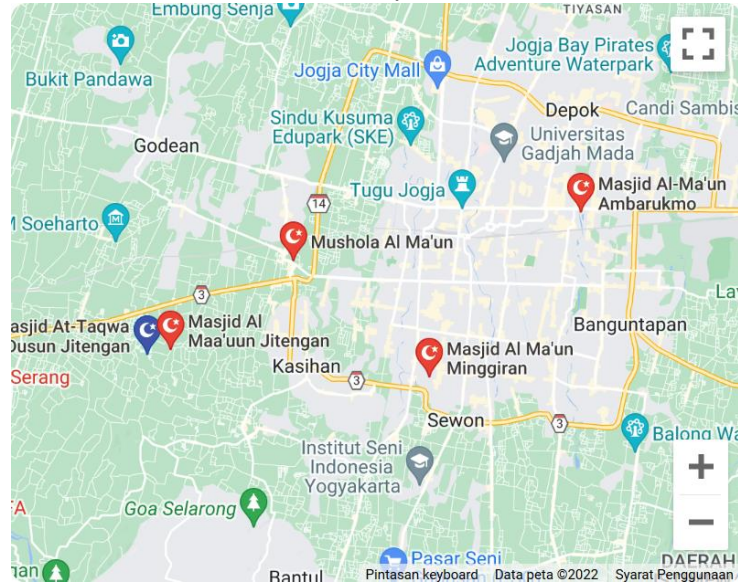 Embung Senja
TIYASAN
Bukit Pandawa
Jogja City Mall
Jogja Bay Pirates
Adventure Waterpark
Sindu Kusuma
Edupark (SKE)
Depok
Candi Sambis
Godean
Universitas
Gadjah Mada
Tugu Jogja
Masjid Al-Ma'un
Ambarukmo
14
M Soeharto
Mushola Al Ma'un
3
La
asjid At-Taqwa
Dusun Jitengan
Masjid Al
Maa'uun Jitengan
Banguntapan
Serang
Kasihan
3
Masjid Al Ma'un
Minggiran
Sewon
3
Balong Wa
Institut Seni
Indonesia
Yogyakarta
FA
Goa Selarong
gan
Bantul
Pasar Seni
DAERAH
Pintasan keyboard
Data peta ©2022
Syarat Penggunaan